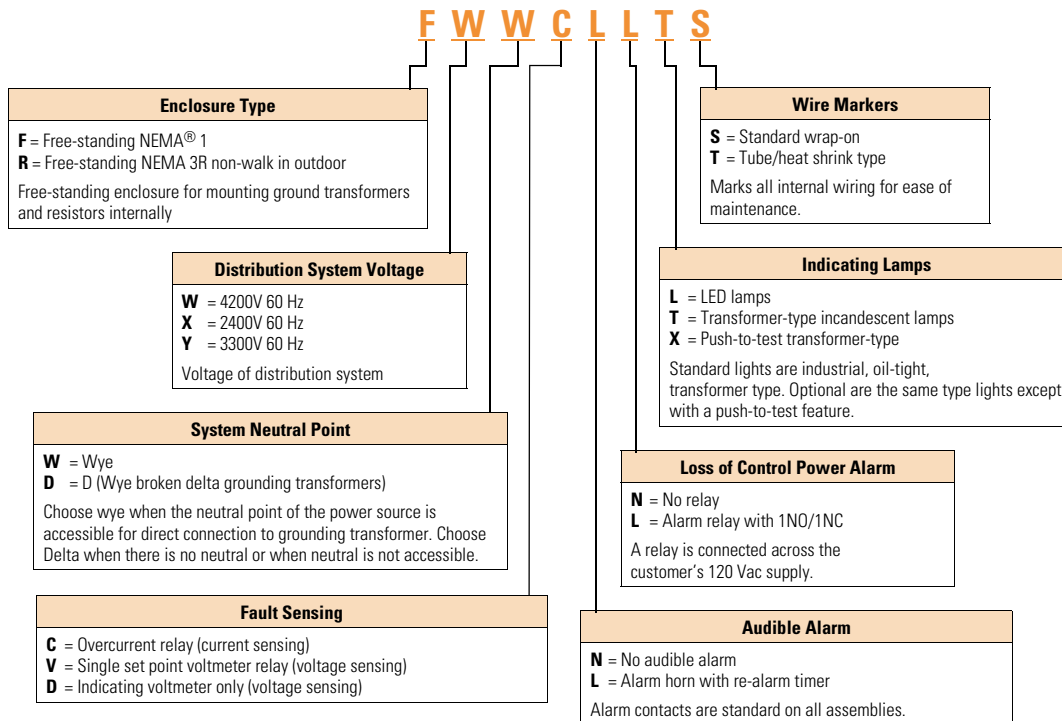 F W W C L L T S
Enclosure Type
F = Free-standing NEMA® 1
R = Free-standing NEMA 3R non-walk in outdoor
Free-standing enclosure for mounting ground transformers
and resistors internally
Wire Markers
S = Standard wrap-on
T = Tube/heat shrink type
Marks all internal wiring for ease of
maintenance.
Distribution System Voltage
W = 4200V 60 Hz
X = 2400V 60 Hz
Y = 3300V 60 Hz
Voltage of distribution system
Indicating Lamps
L = LED lamps
T = Transformer-type incandescent lamps
X = Push-to-test transformer-type
Standard lights are industrial, oil-tight,
transformer type. Optional are the same type lights except
with a push-to-test feature.
System Neutral Point
W = Wye
D = D (Wye broken delta grounding transformers)
Choose wye when the neutral point of the power source is
accessible for direct connection to grounding transformer. Choose
Delta when there is no neutral or when neutral is not accessible.
Loss of Control Power Alarm
N = No relay
L = Alarm relay with 1NO/1NC
A relay is connected across the
customer's 120 Vac supply.
Fault Sensing
C = Overcurrent relay (current sensing)
V = Single set point voltmeter relay (voltage sensing)
D = Indicating voltmeter only (voltage sensing)
Audible Alarm
N = No audible alarm
L = Alarm horn with re-alarm timer
Alarm contacts are standard on all assemblies.